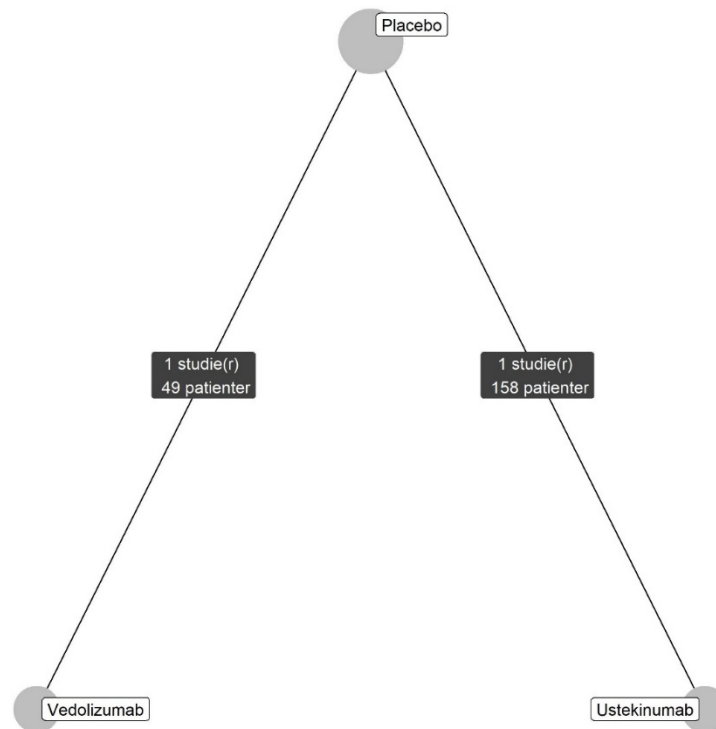 Placebo
1 studie(r)
49 patienter
1 studie(r)
158 patienter
Vedolizumab
Ustekinumab